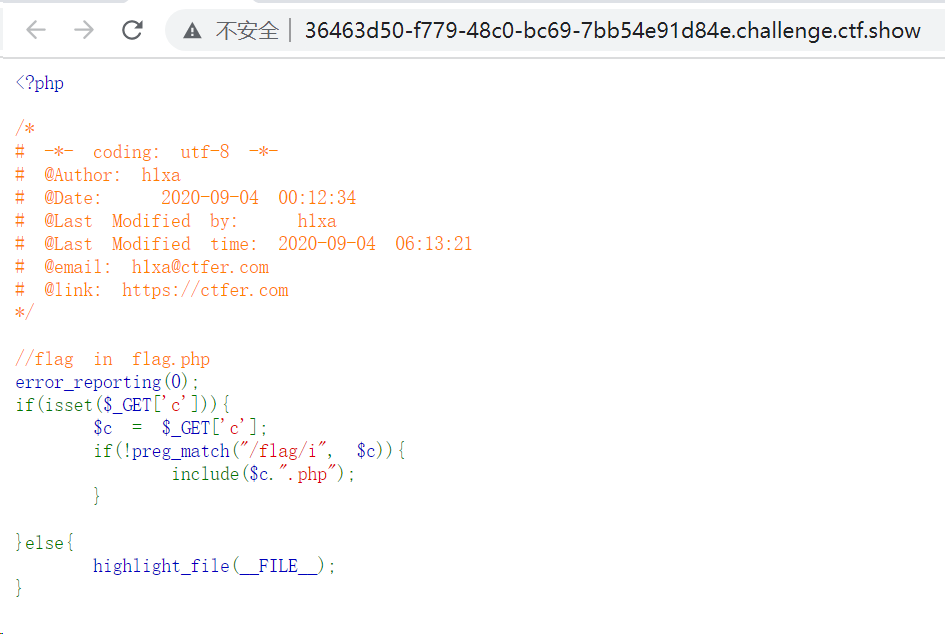 不安全 | 36463d50-f779-48c0-bc69-7bb54e91d84e.challenge.ctf.show
<?php
/*
# -*- coding: utf-8 -*-
# @Author: h1xa
# @Date:   2020-09-04 00:12:34
# @Last Modified by:   h1xa
# @Last Modified time: 2020-09-04 06:13:21
# @email: h1xa@ctfer.com
# @link: https://ctfer.com
*/
//flag in flag.php
error_reporting(0);
if(isset($_GET['c'])){
    $c = $_GET['c'];
    if(!preg_match("/flag/i", $c)){
        include($c.".php");
    }
}else{
    highlight_file(__FILE__);
}